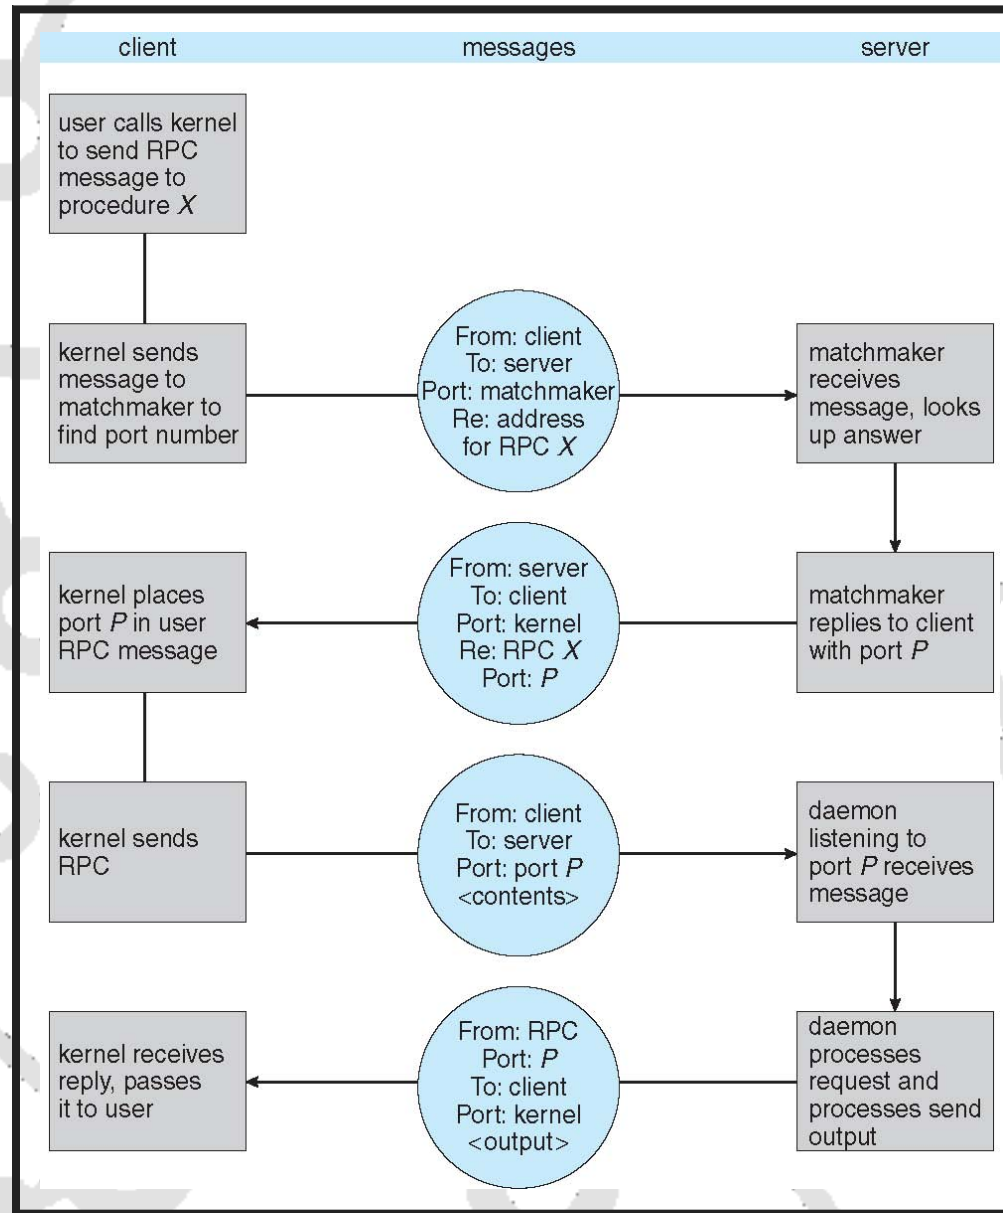 client messages server
user calls kernel
to send RPC
message to
procedure X
kernel sends
message to
matchmaker to
find port number
From: client
To: server
Port: matchmaker
Re: address
for RPC X
matchmaker
receives
message, looks
up answer
kernel places
port P in user
RPC message
From: server
To: client
Port: kernel
Re: RPC X
Port: P
matchmaker
replies to client
with port P
kernel sends
RPC
From: client
To: server
Port: port P
<contents>
daemon
listening to
port P receives
message
kernel receives
reply, passes
it to user
From: RPC
Port: P
To: client
Port: kernel
<output>
daemon
processes
request and
processes send
output